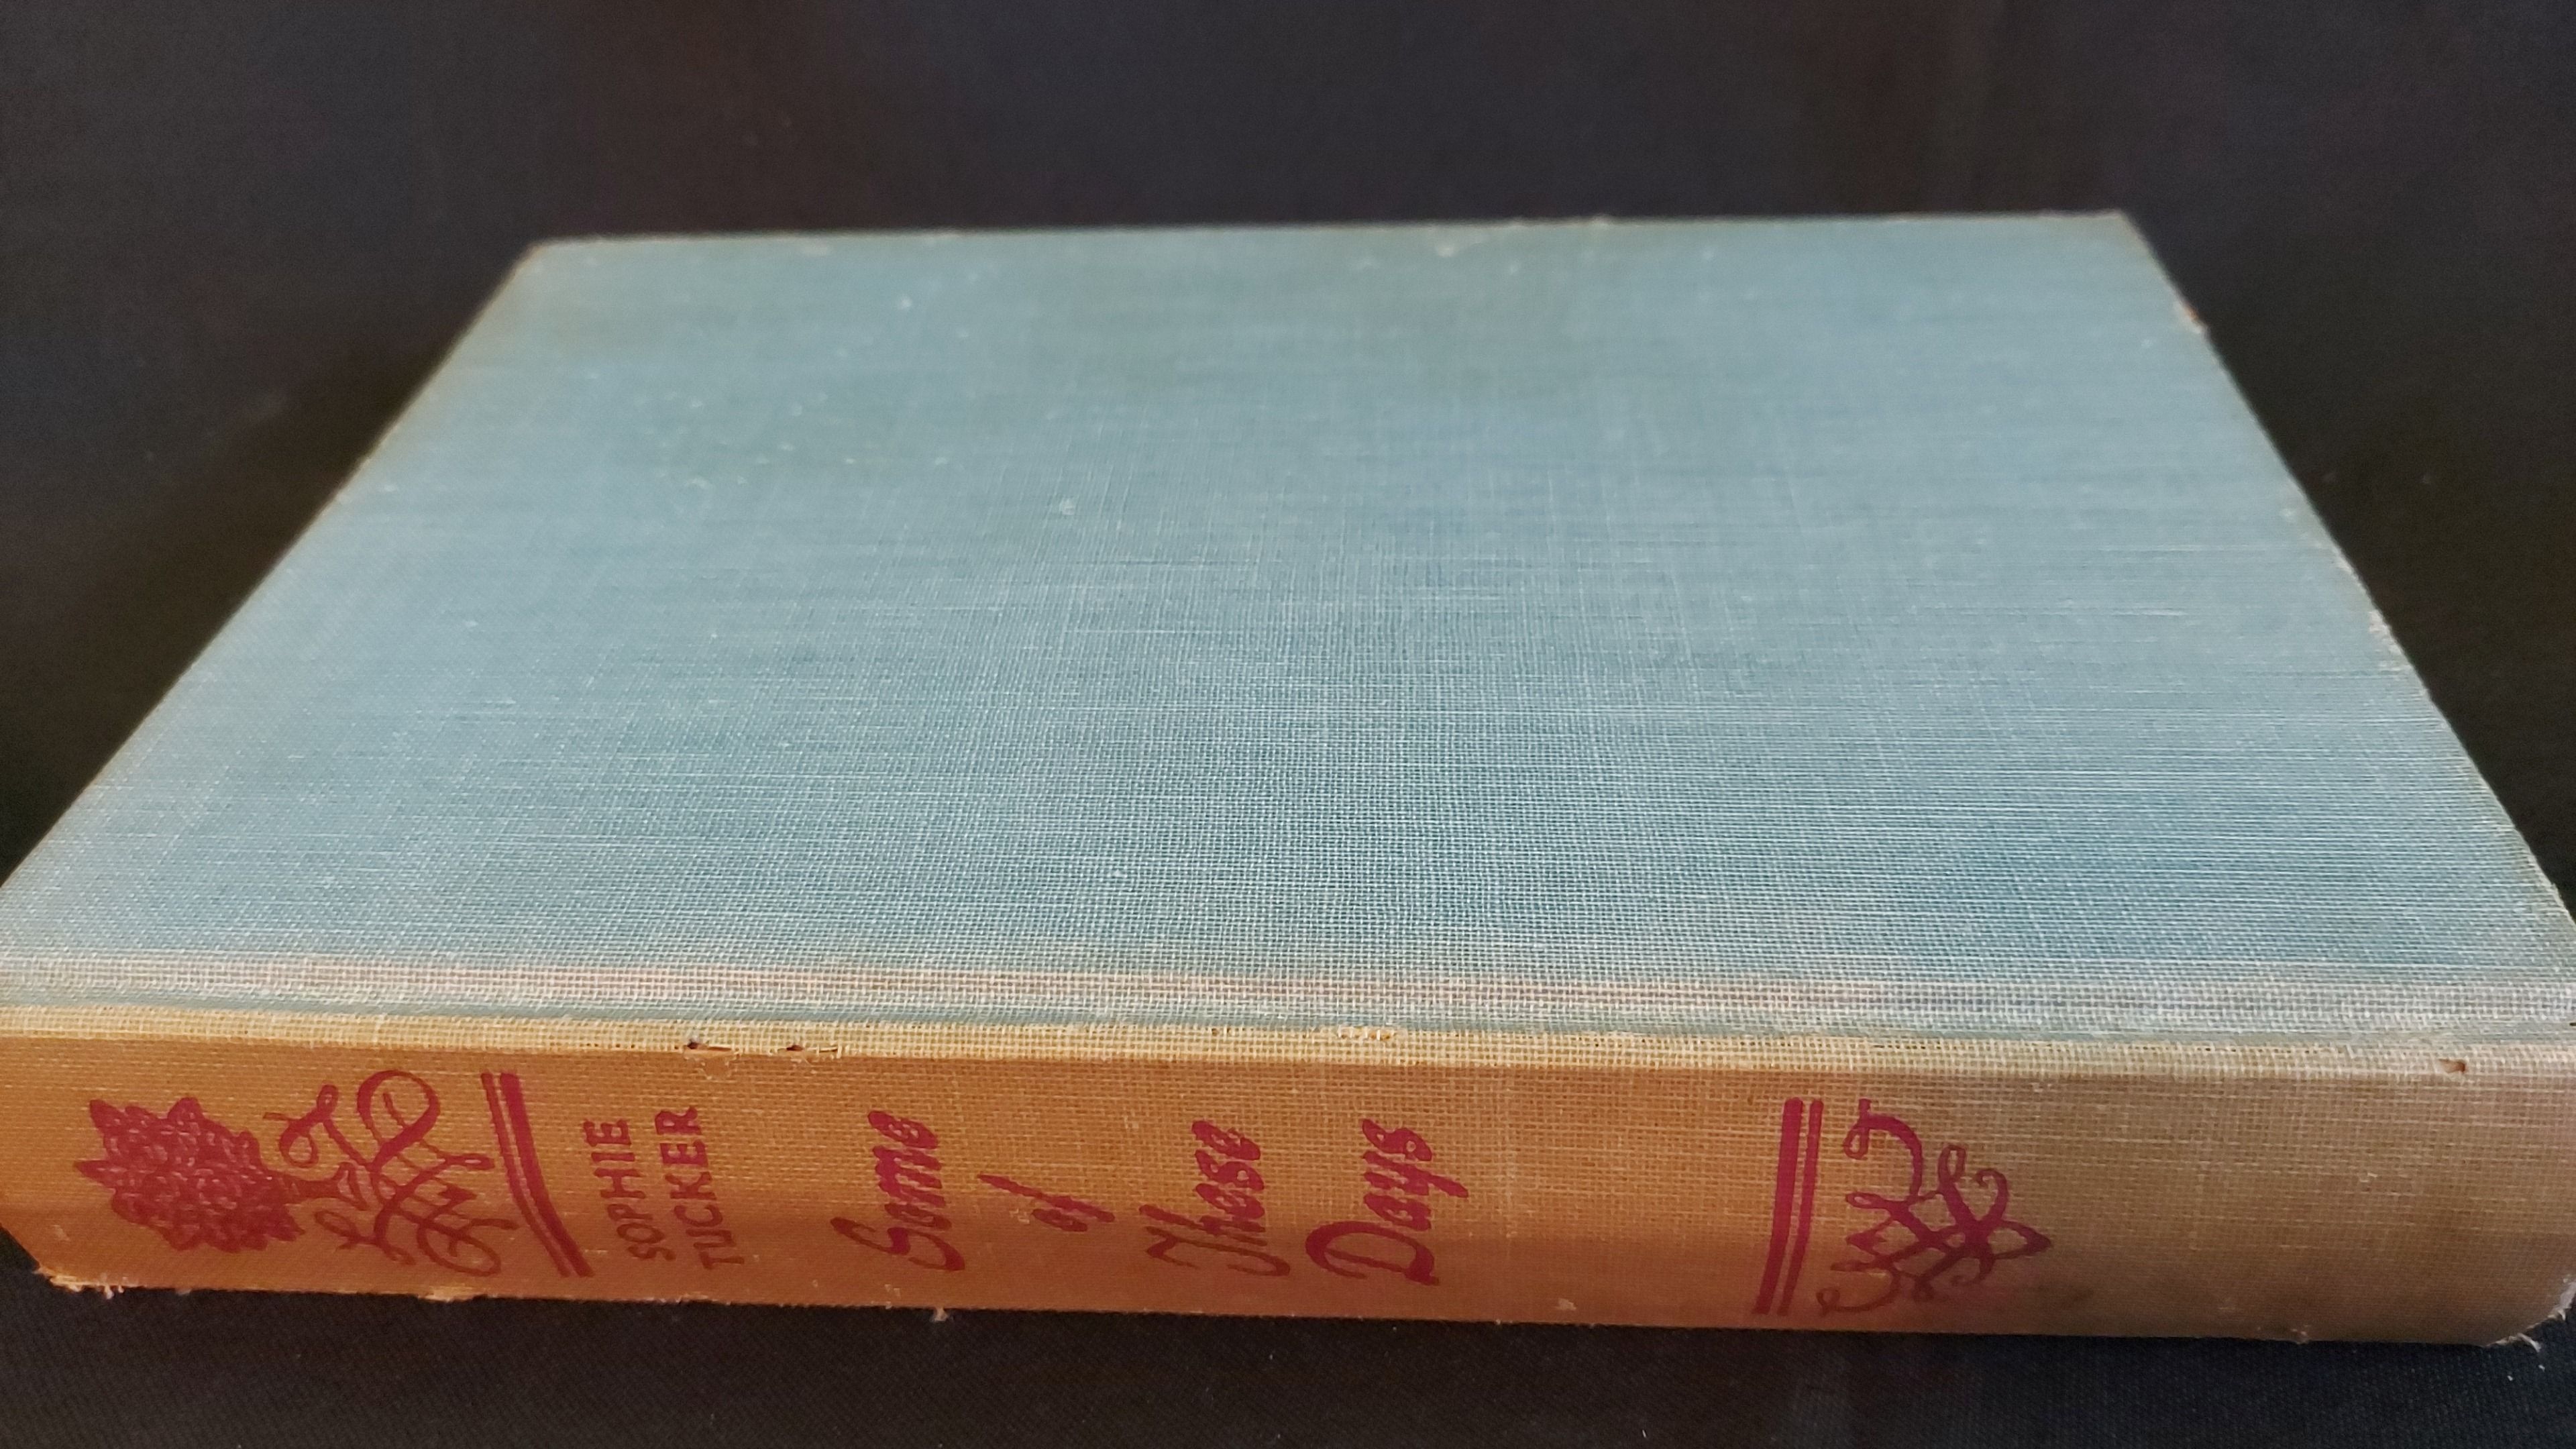 SOPHIE
TUCKER
Some
of
These
Days